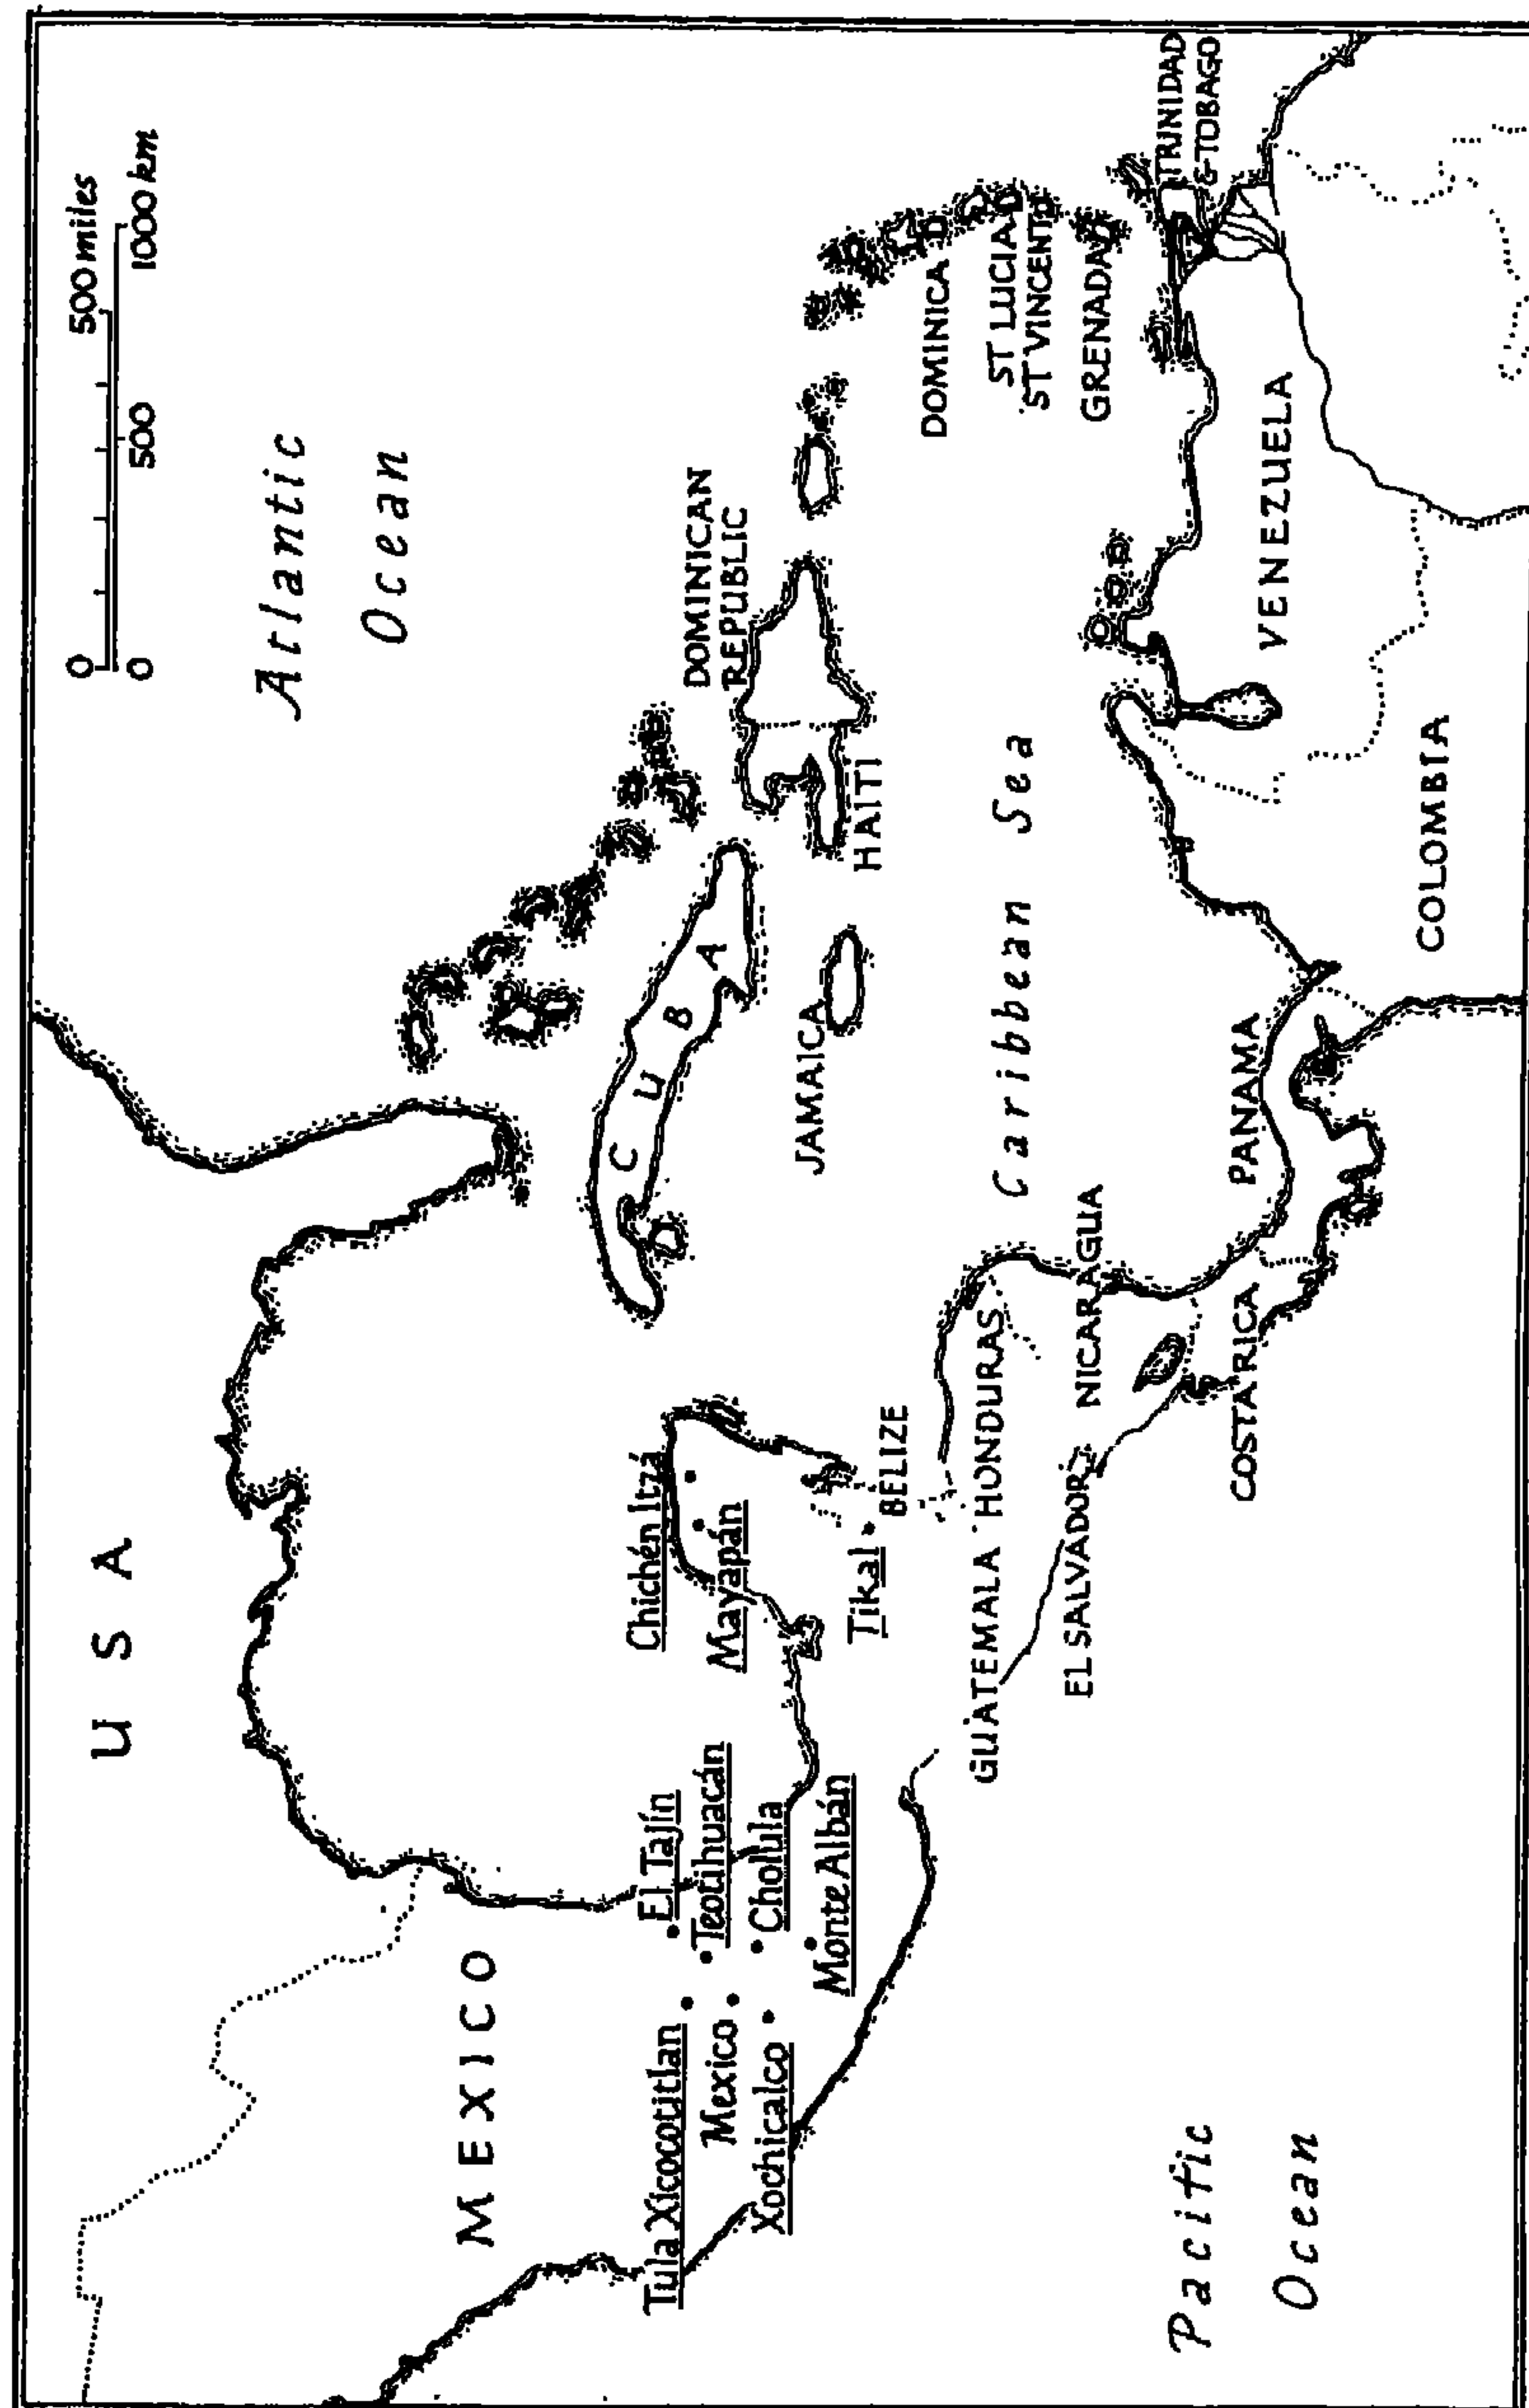 U S A
0 500 miles
0 500 1000 km
Atlantic
Ocean
MEXICO
CUBA
DOMINICAN
REPUBLIC
HAÏTI
JAMAICA
DOMINICA
ST LUCIA
ST VINCENT
GRENADA
TRINIDAD
& TOBAGO
Chichén Itzá
Mayapán
Tikal
BELIZE
El Tajín
Teotihuacán
Cholula
Monte Albán
Tula Xicocotitlan
Mexico
Xochicalco
GUATEMALA
HONDURAS
EL SALVADOR
NICARAGUA
COSTA RICA
PANAMA
Caribbean Sea
VENEZUELA
COLOMBIA
Pacific
Ocean